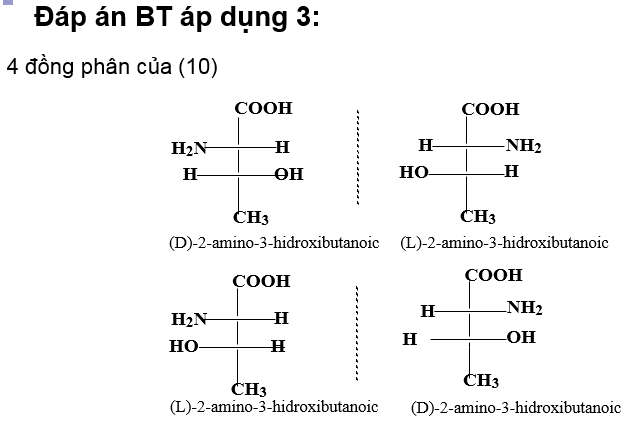 Đáp án BT áp dụng 3:
4 đồng phân của (10)
COOH COOH
H2N H H NH2
H OH HO H
CH3 CH3
(D)-2-amino-3-hidroxibutanoic (L)-2-amino-3-hidroxibutanoic
COOH COOH
H2N H H NH2
HO H H OH
CH3 CH3
(L)-2-amino-3-hidroxibutanoic (D)-2-amino-3-hidroxibutanoic